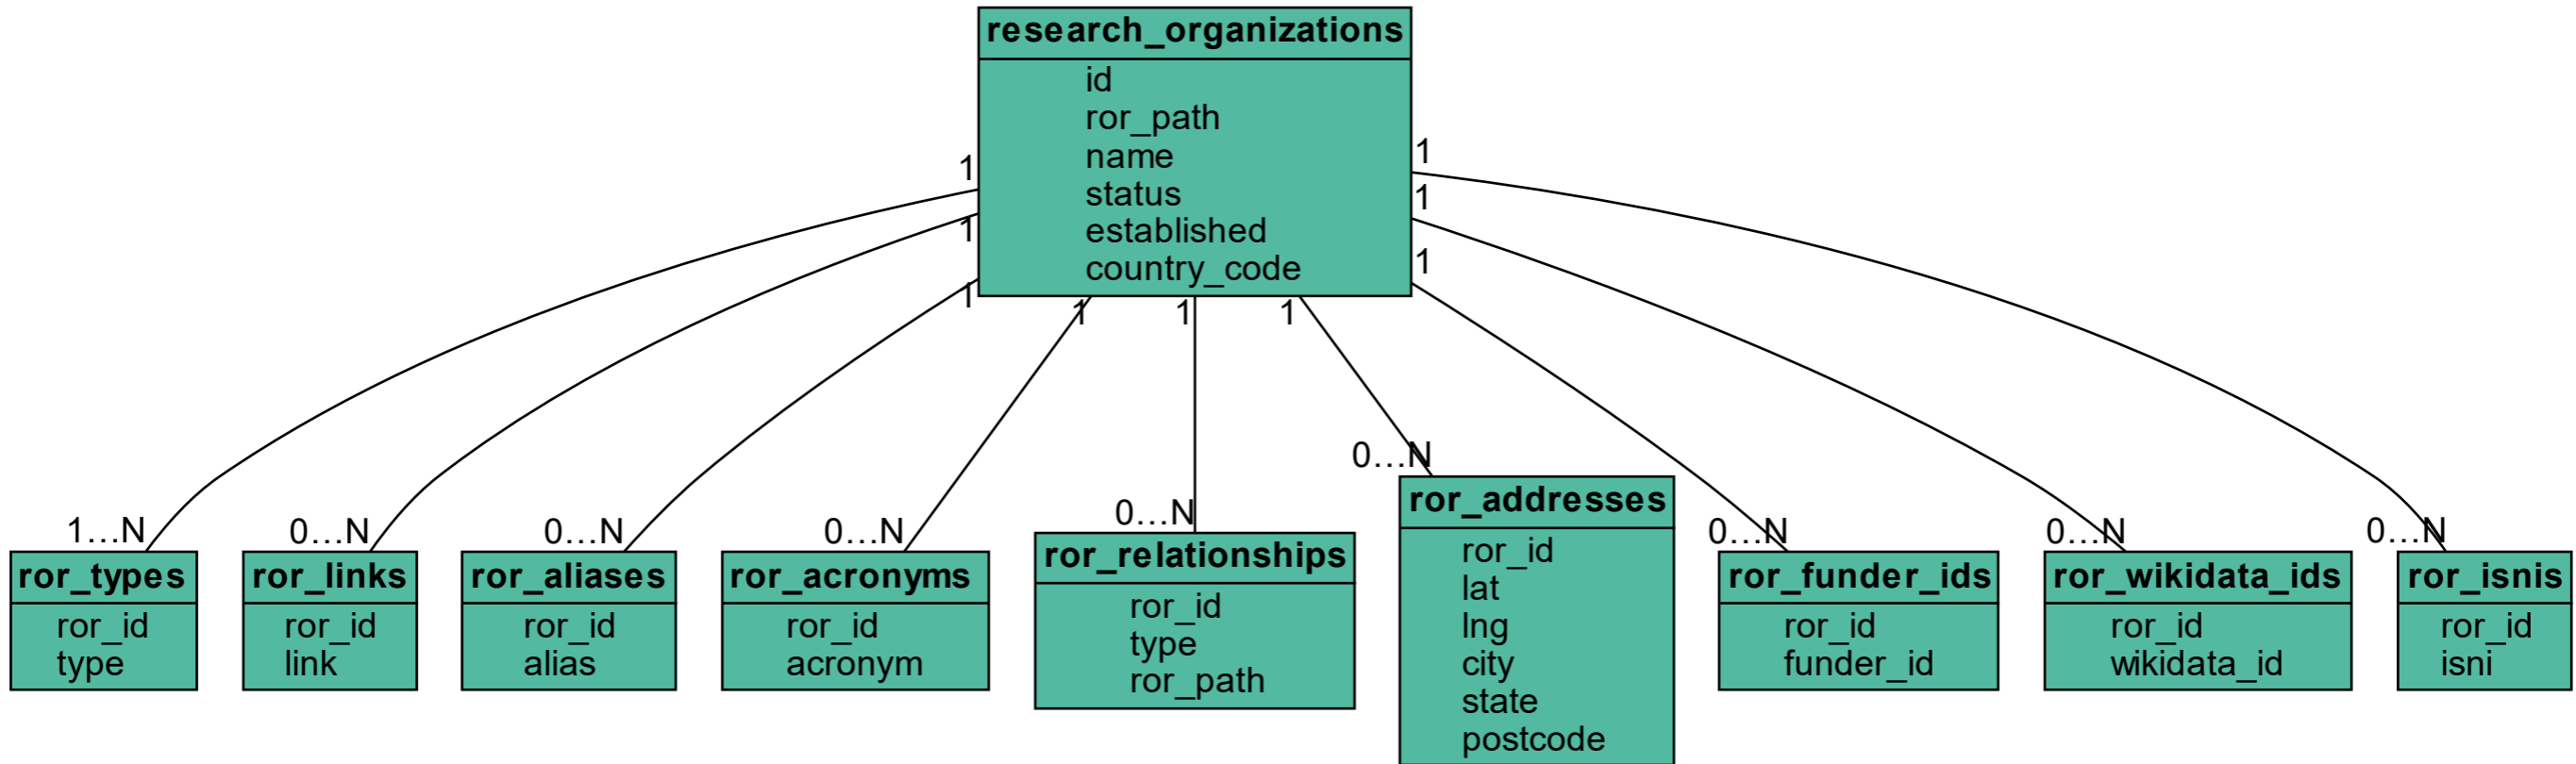 research_organizations
id
ror_path
name
status
established
country_code
1
1
1
1
1
1
1
1
1
1...N
0...N
0...N
0...N
0...N
0...N
0...N
0...N
0...N
ror_types
ror_id
type
ror_links
ror_id
link
ror_aliases
ror_id
alias
ror_acronyms
ror_id
acronym
ror_relationships
ror_id
type
ror_path
ror_addresses
ror_id
lat
lng
city
state
postcode
ror_funder_ids
ror_id
funder_id
ror_wikidata_ids
ror_id
wikidata_id
ror_isnis
ror_id
isni